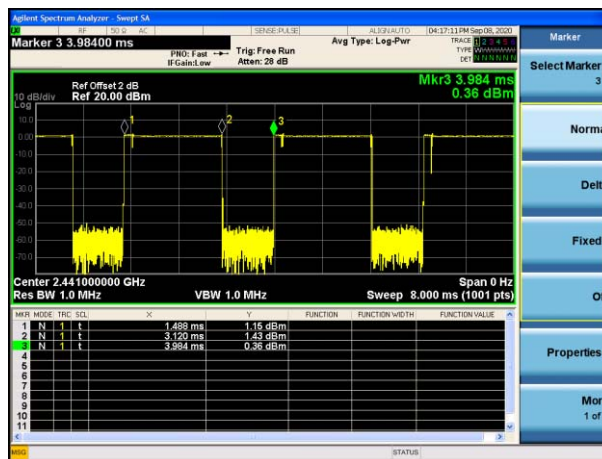 Agilent Spectrum Analyzer - Swept SA
RF 50 Ω AC SENSE:PULSE ALIGNAUTO 04:17:11 PM Sep 08, 2020
Marker 3 3.98400 ms
PNO: Fast
IFGain:Low
Trig: Free Run
Atten: 28 dB
Avg Type: Log-Pwr
TRACE 1 2 3 4 5 6
TYPE
DET N N N N N N
Marker
Select Marker
3
Norma
Delt
Fixed
Properties
Mor
1 of
Mkr3 3.984 ms
0.36 dBm
Ref Offset 2 dB
10 dB/div Ref 20.00 dBm
Log
10.0
0.00
-10.0
-20.0
-30.0
-40.0
-50.0
-60.0
-70.0
1
2
3
Center 2.441000000 GHz Span 0 Hz
Res BW 1.0 MHz VBW 1.0 MHz Sweep 8.000 ms (1001 pts)
MKR MODE TRC SCL X Y FUNCTION FUNCTION WIDTH FUNCTION VALUE
1 N 1 t 1.488 ms 1.15 dBm
2 N 1 t 3.120 ms 1.43 dBm
3 N 1 t 3.984 ms 0.36 dBm
4
5
6
7
8
9
10
11
MSG STATUS